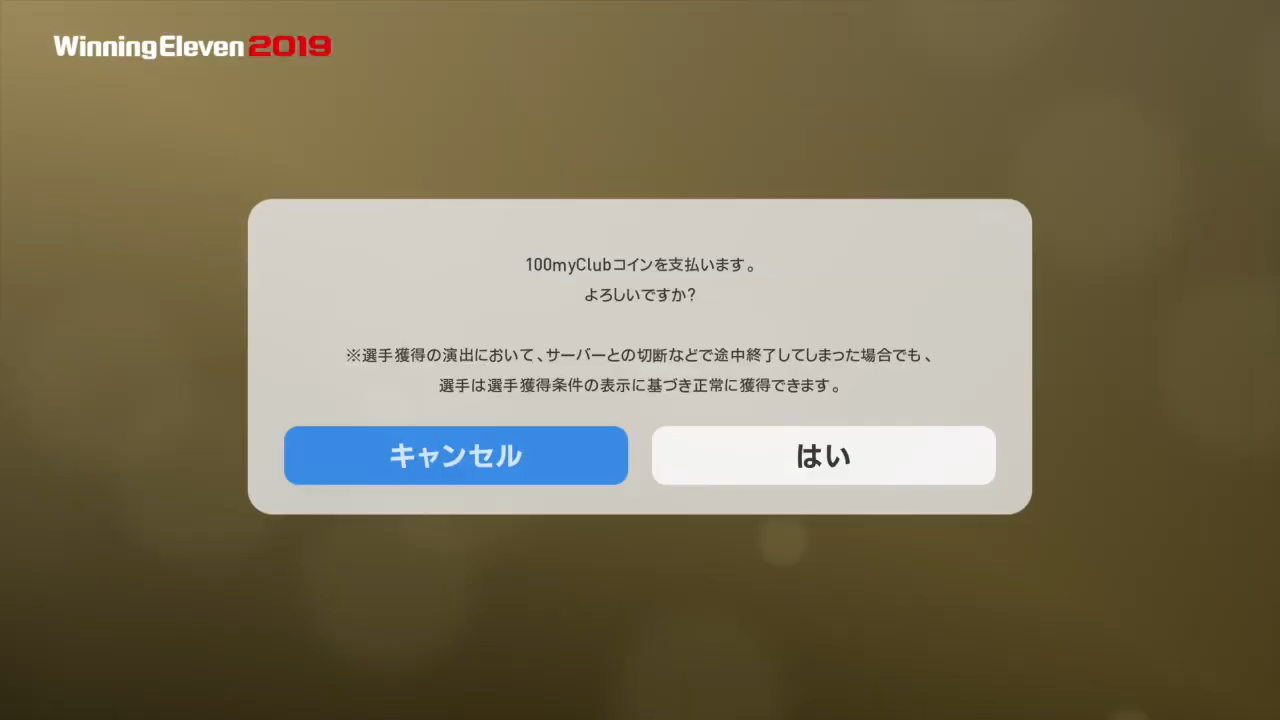 WinningEleven 2019
100myClubコインを支払います。
よろしいですか?
※選手獲得の演出において、サーバーとの切断などで途中終了してしまった場合でも、
選手は選手獲得条件の表示に基づき正常に獲得できます。
キャンセル
はい